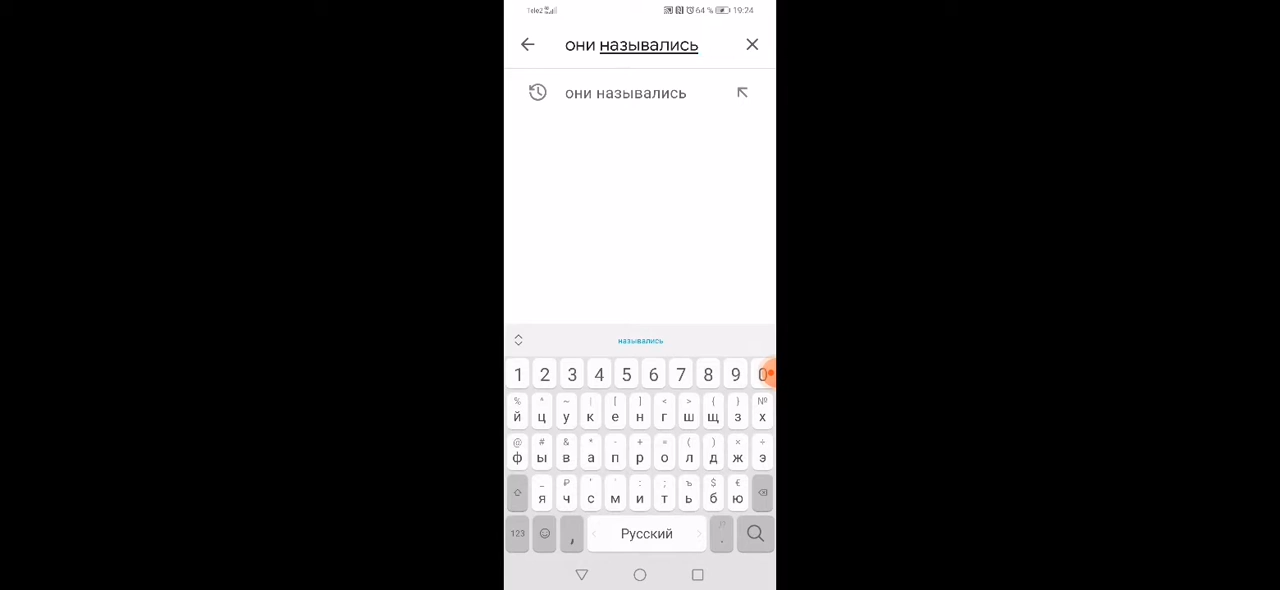 Tele2 64 % 19:24
они назывались
они назывались
назывались
1 2 3 4 5 6 7 8 9 0
% ^ ~ | [ ] < > { } №
й ц у к е н г ш щ з х
@ # & * - + = ( ) × ÷
ф ы в а п р о л д ж э
_ ₽ ' : ; ъ $ €
я ч с м и т ь б ю
123 , Русский .